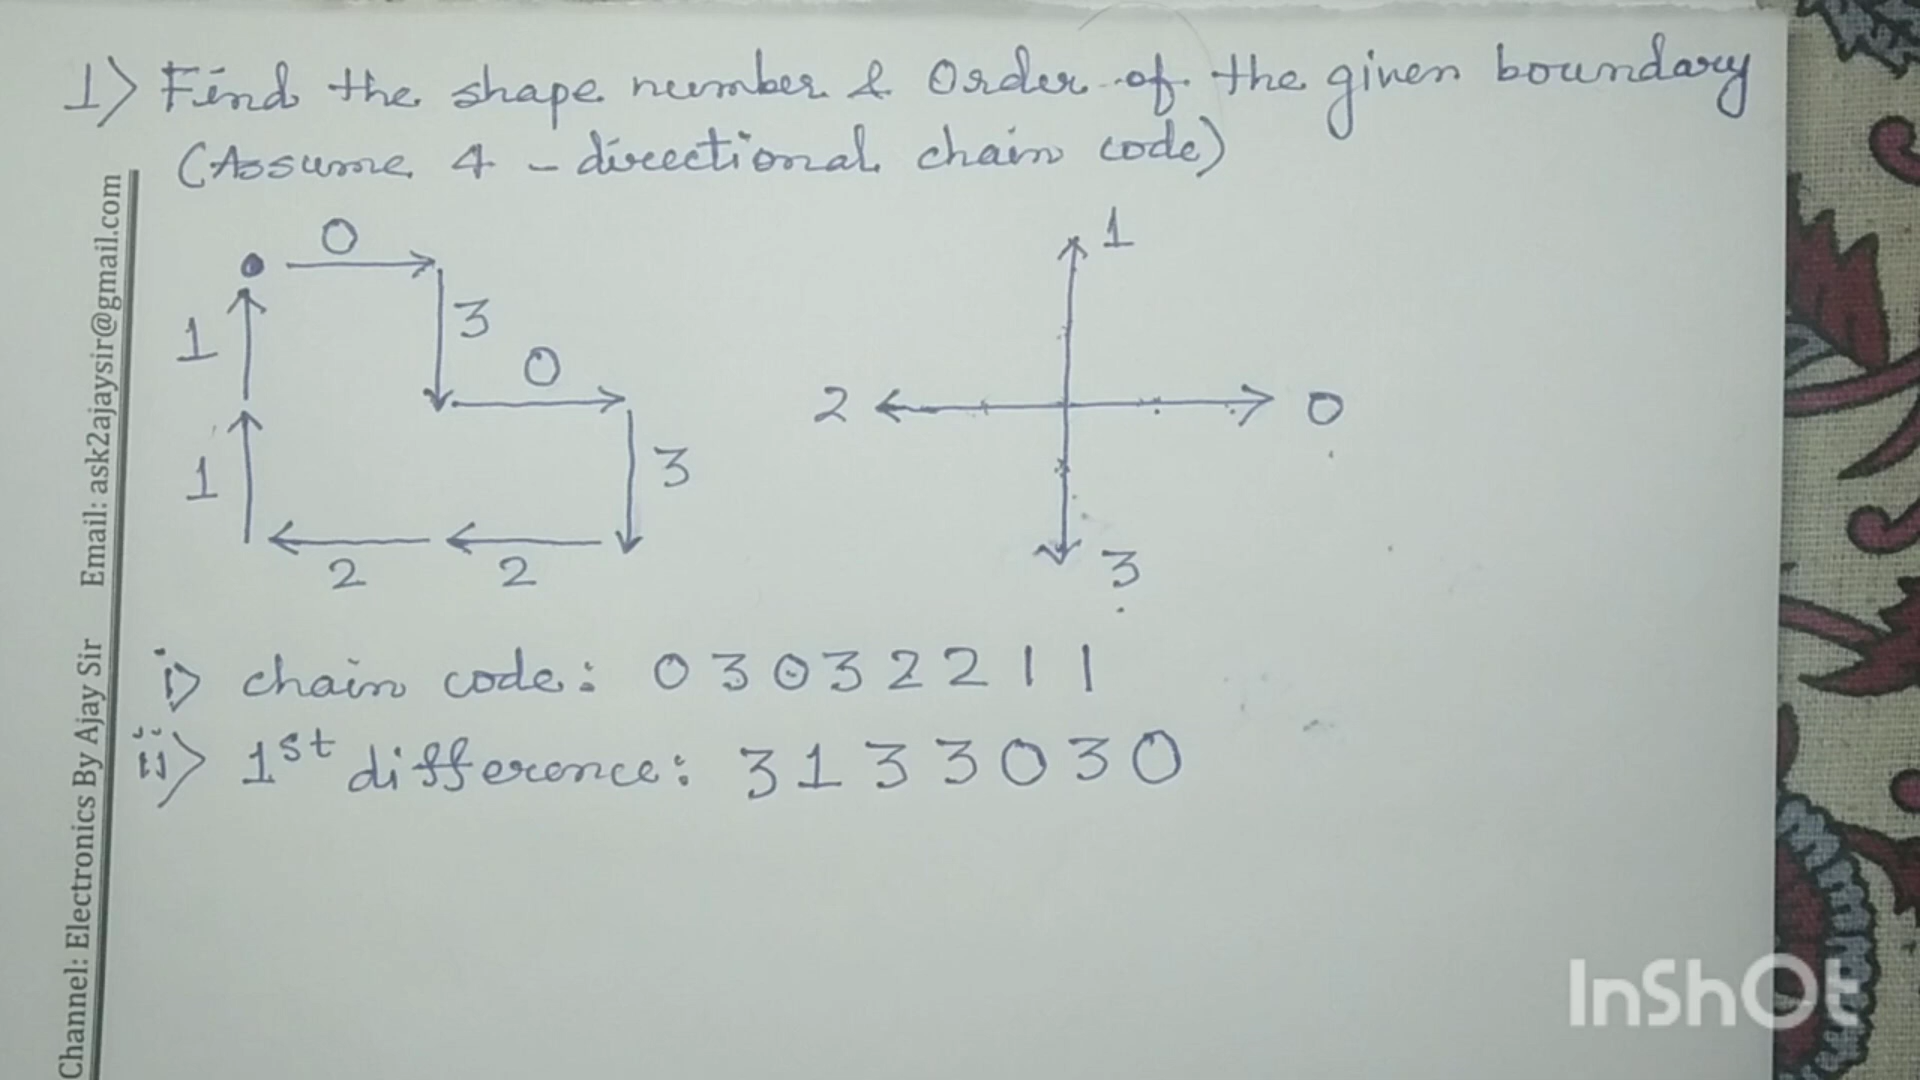 1) Find the shape number & Order of the given boundary
(Assume 4 - directional chain code)
0
1
3
0
1
3
2
2
1
2
0
3
i) chain code: 0 3 0 3 2 2 1 1
ii) 1st difference: 3 1 3 3 0 3 0
Channel: Electronics By Ajay Sir Email: ask2ajaysir@gmail.com
InShOt